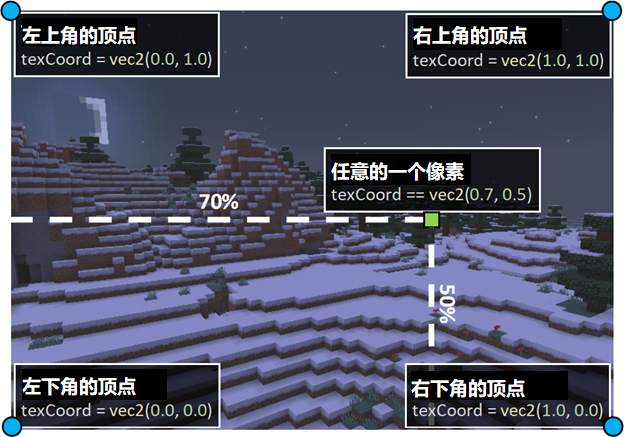 左上角的顶点
texCoord = vec2(0.0, 1.0)
右上角的顶点
texCoord = vec2(1.0, 1.0)
任意的一个像素
texCoord == vec2(0.7, 0.5)
70%
50%
左下角的顶点
texCoord = vec2(0.0, 0.0)
右下角的顶点
texCoord = vec2(1.0, 0.0)